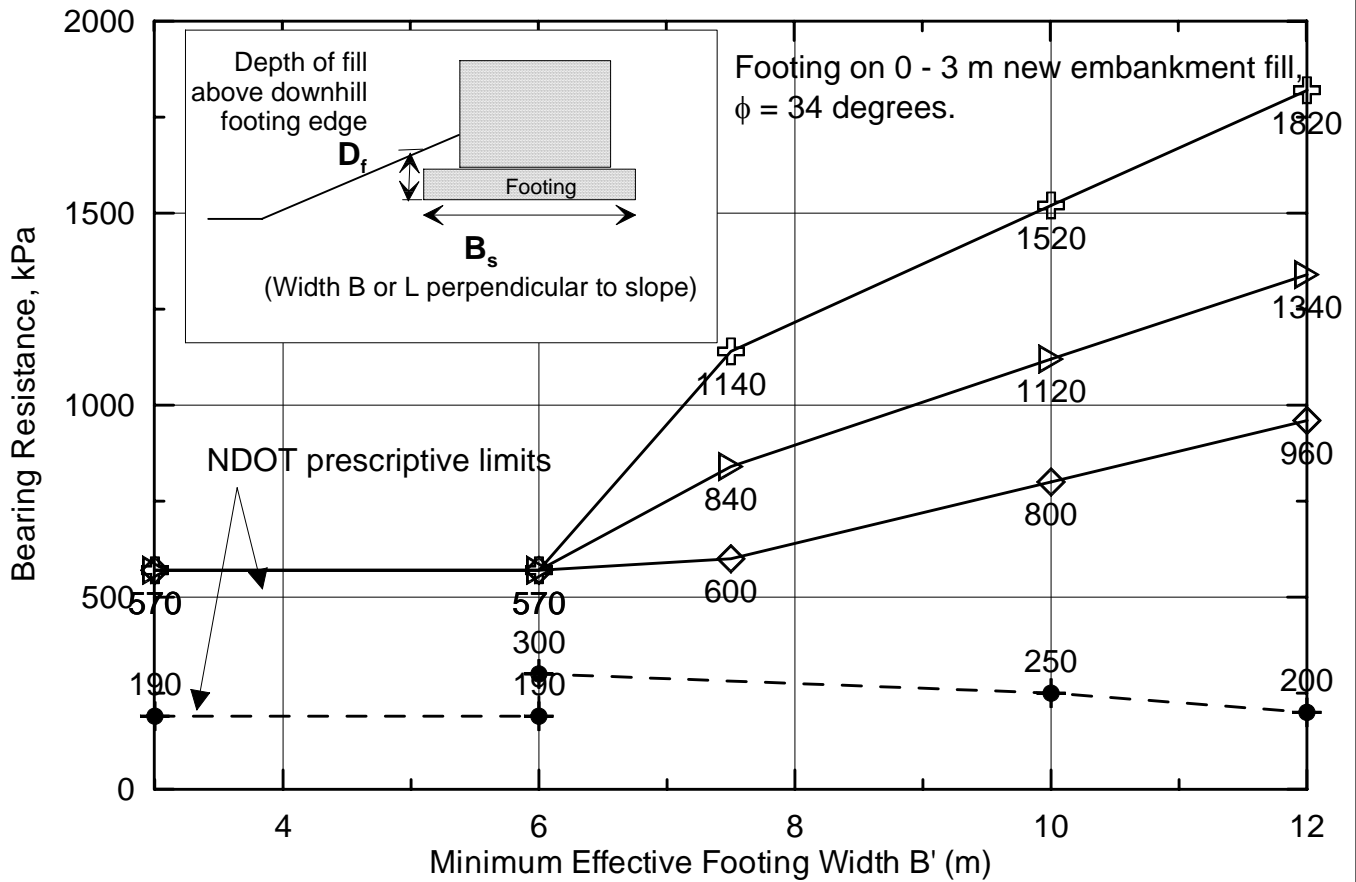 2000
1500
1000
500
0
Bearing Resistance, kPa
Depth of fill
above downhill
footing edge
D_f
Footing
B_s
(Width B or L perpendicular to slope)
Footing on 0 - 3 m new embankment fill,
ϕ = 34 degrees.
1820
1520
1340
1140
1120
960
840
800
600
NDOT prescriptive limits
570
570
300
190
190
250
200
4
6
8
10
12
Minimum Effective Footing Width B' (m)